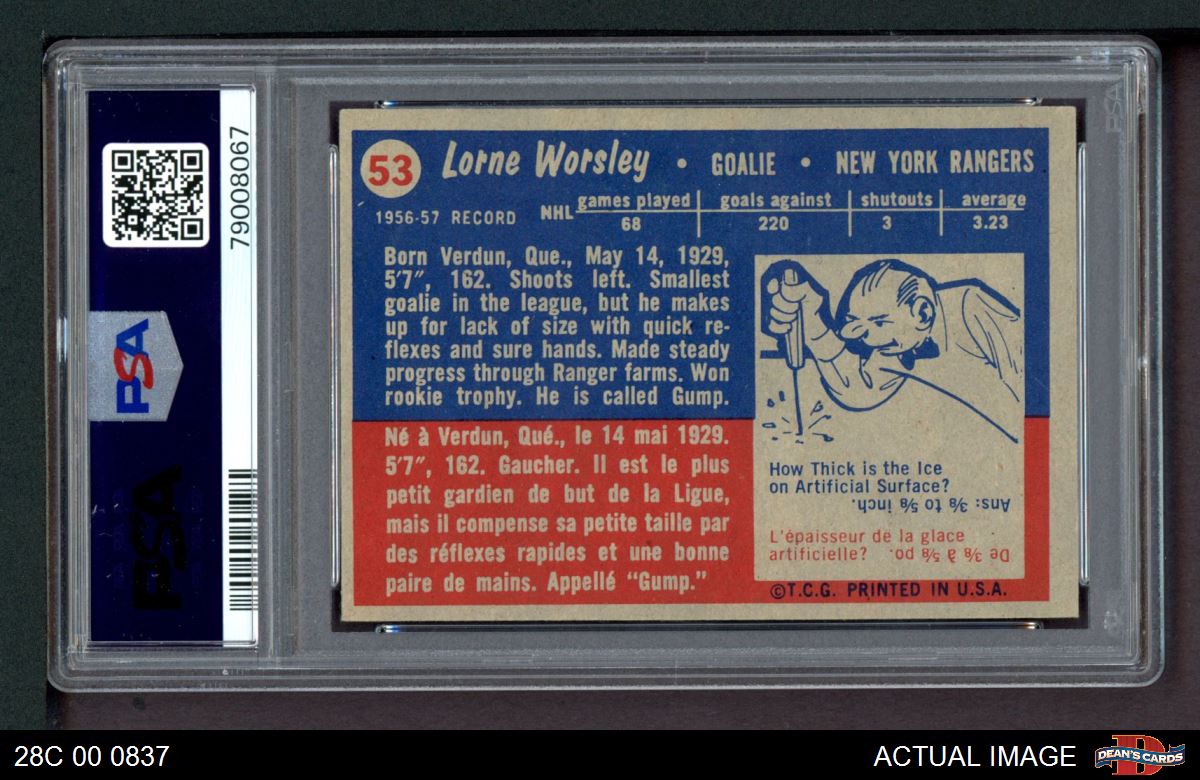 79008067
PSA
PSA
53 Lorne Worsley • GOALIE • NEW YORK RANGERS
1956-57 RECORD NHL games played goals against shutouts average
68 220 3 3.23
Born Verdun, Que., May 14, 1929,
5'7", 162. Shoots left. Smallest
goalie in the league, but he makes
up for lack of size with quick re-
flexes and sure hands. Made steady
progress through Ranger farms. Won
rookie trophy. He is called Gump.
Né à Verdun, Qué., le 14 mai 1929.
5'7", 162. Gaucher. Il est le plus
petit gardien de but de la Ligue,
mais il compense sa petite taille par
des réflexes rapides et une bonne
paire de mains. Appellé "Gump."
How Thick is the Ice
on Artificial Surface?
Ans: ⅜ to ⅝ inch.
L'épaisseur de la glace
artificielle? De ⅜ à ⅝ po.
©T.C.G. PRINTED IN U.S.A.
PSA
28C 00 0837
ACTUAL IMAGE
DEAN'S CARDS